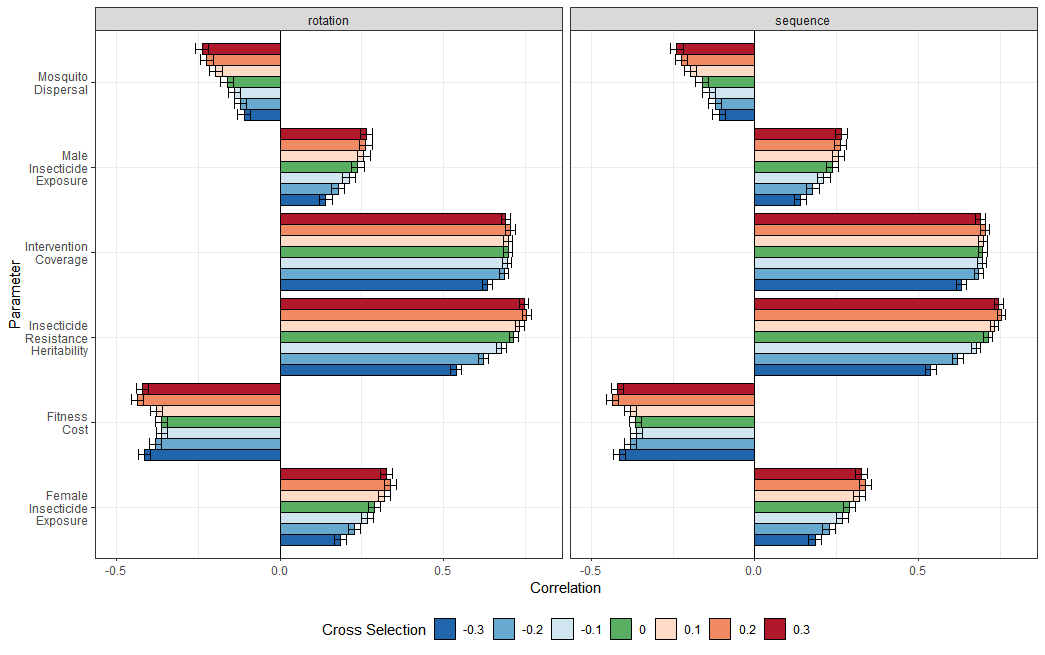 rotation
sequence
Mosquito
Dispersal
Male
Insecticide
Exposure
Intervention
Coverage
Insecticide
Resistance
Heritability
Fitness
Cost
Female
Insecticide
Exposure
Parameter
-0.5 0.0 0.5
-0.5 0.0 0.5
Correlation
Cross Selection -0.3 -0.2 -0.1 0 0.1 0.2 0.3